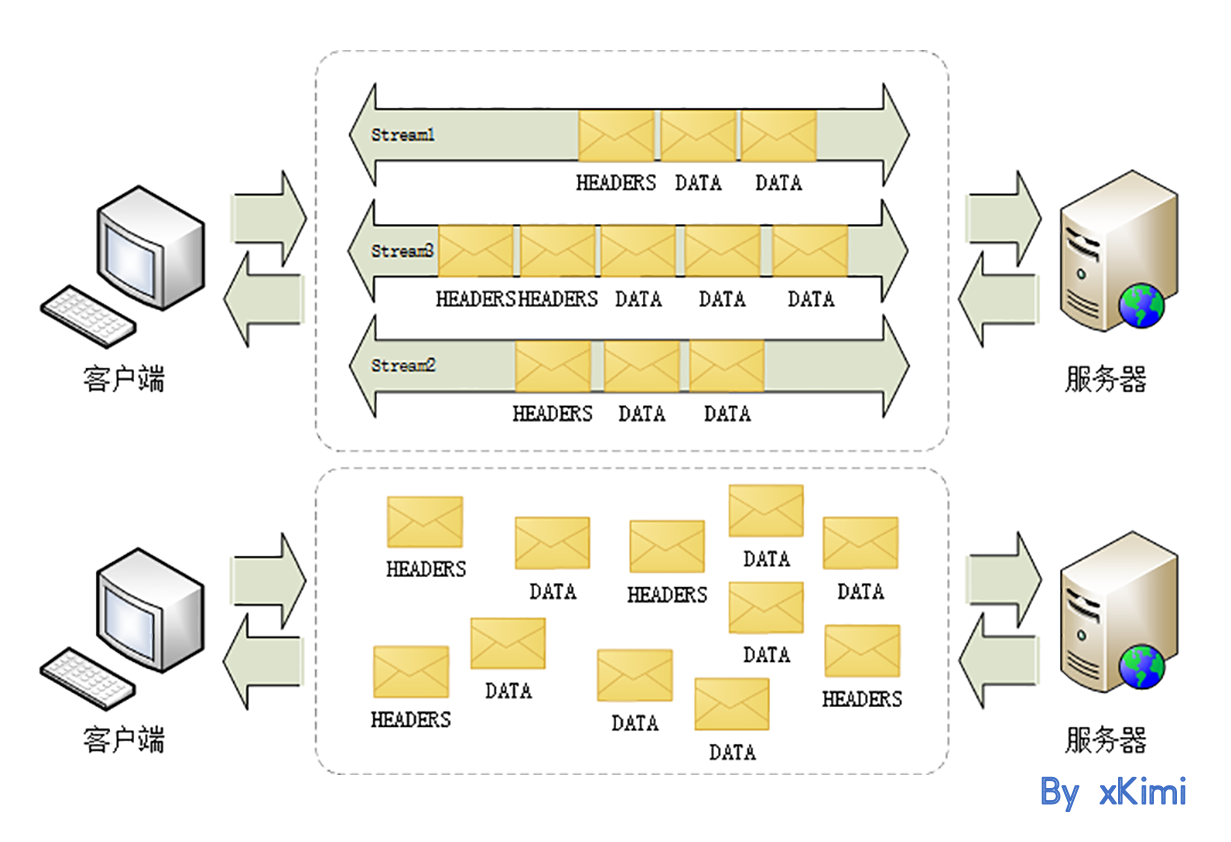 Stream1
HEADERS DATA DATA
Stream3
HEADERS HEADERS DATA DATA DATA
客户端
服务器
Stream2
HEADERS DATA DATA
HEADERS
DATA
HEADERS
DATA
DATA
DATA
HEADERS
DATA
DATA
DATA
HEADERS
客户端
服务器
By xKimi